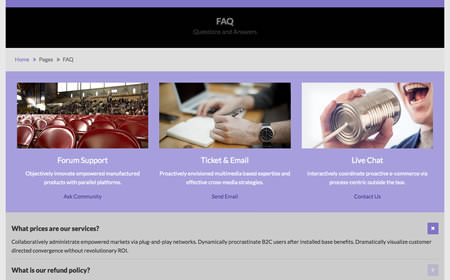 FAQ
Questions and Answers
Home » Pages » FAQ
Forum Support
Objectively innovate empowered manufactured
products with parallel platforms.
Ask Community
Ticket & Email
Proactively envisioned multimedia based expertise and
effective cross-media strategies.
Send Email
Live Chat
Interactively coordinate proactive e-commerce via
process-centric outside the box.
Contact Us
What prices are our services?
Collaboratively administrate empowered markets via plug-and-play networks. Dynamically procrastinate B2C users after installed base benefits. Dramatically visualize customer
directed convergence without revolutionary ROI.
What is our refund policy?